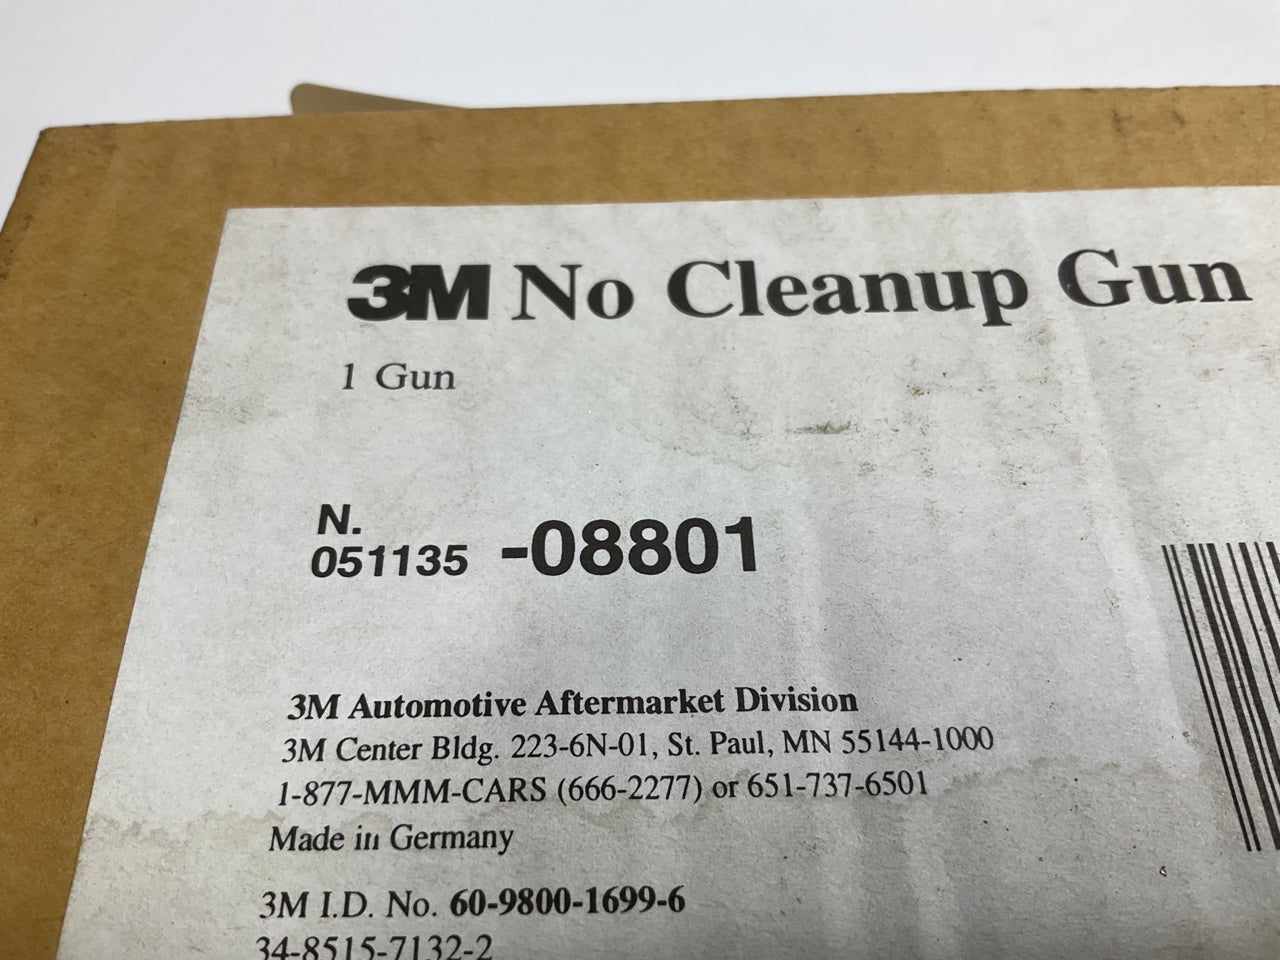 3M No Cleanup Gun
1 Gun
N.
051135 -08801
3M Automotive Aftermarket Division
3M Center Bldg. 223-6N-01, St. Paul, MN 55144-1000
1-877-MMM-CARS (666-2277) or 651-737-6501
Made in Germany
3M I.D. No. 60-9800-1699-6
34-8515-7132-2